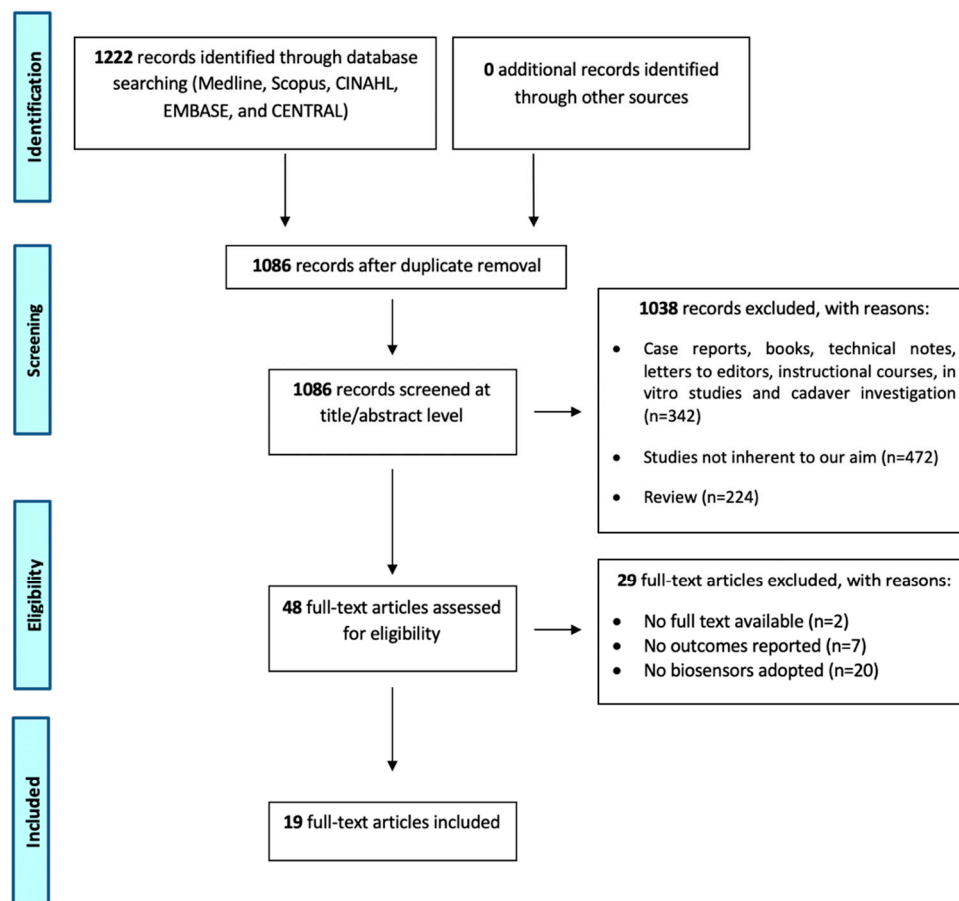 Identification
1222 records identified through database
searching (Medline, Scopus, CINAHL,
EMBASE, and CENTRAL)
0 additional records identified
through other sources
Screening
1086 records after duplicate removal
1086 records screened at
title/abstract level
1038 records excluded, with reasons:
• Case reports, books, technical notes,
letters to editors, instructional courses, in
vitro studies and cadaver investigation
(n=342)
• Studies not inherent to our aim (n=472)
• Review (n=224)
Eligibility
48 full-text articles assessed
for eligibility
29 full-text articles excluded, with reasons:
• No full text available (n=2)
• No outcomes reported (n=7)
• No biosensors adopted (n=20)
Included
19 full-text articles included